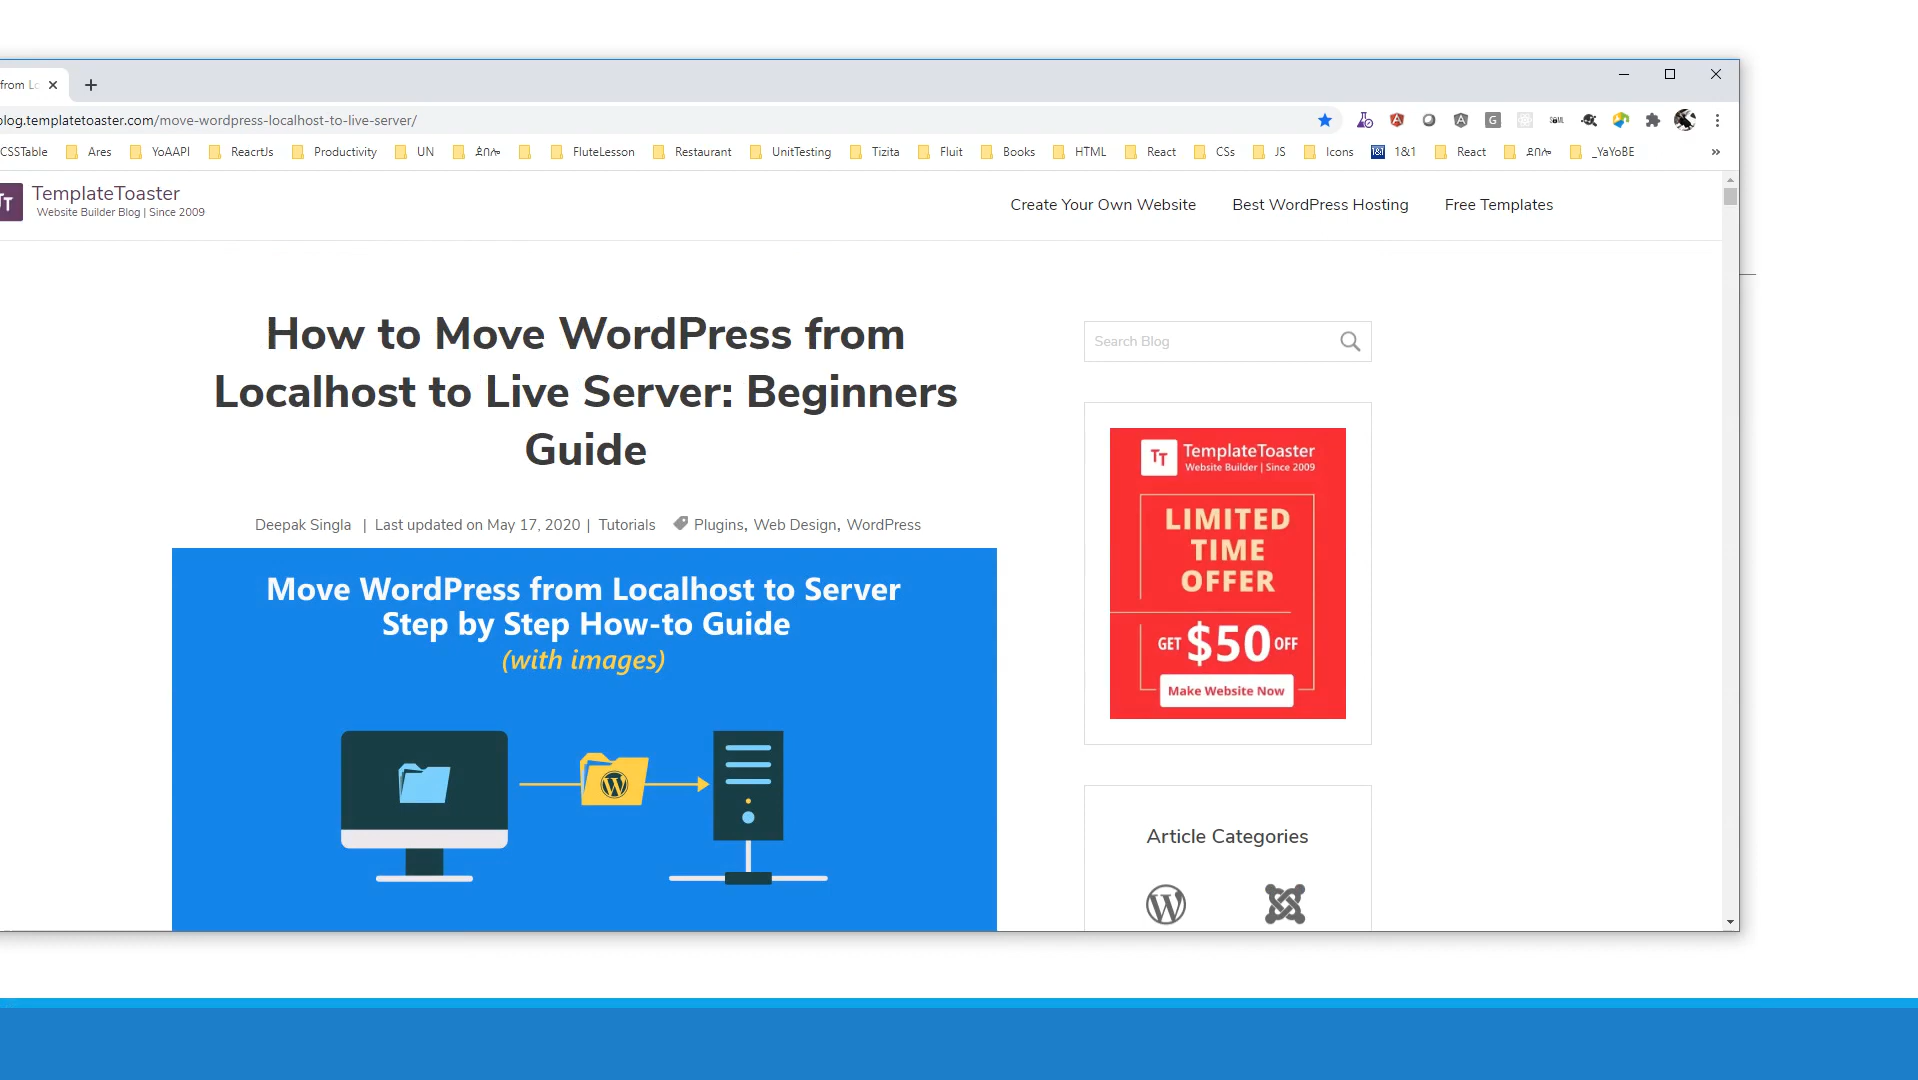 from Lo
blog.templatetoaster.com/move-wordpress-localhost-to-live-server/
CSSTable Ares YoAAPI ReacrtJs Productivity UN FluteLesson Restaurant UnitTesting Tizita Fluit Books HTML React CSs JS Icons 1&1 React _YaYoBE
TT
TemplateToaster
Website Builder Blog | Since 2009
Create Your Own Website Best WordPress Hosting Free Templates
How to Move WordPress from
Localhost to Live Server: Beginners
Guide
Deepak Singla | Last updated on May 17, 2020 | Tutorials Plugins, Web Design, WordPress
Move WordPress from Localhost to Server
Step by Step How-to Guide
(with images)
Search Blog
TT TemplateToaster
Website Builder | Since 2009
LIMITED
TIME
OFFER
GET $50 OFF
Make Website Now
Article Categories